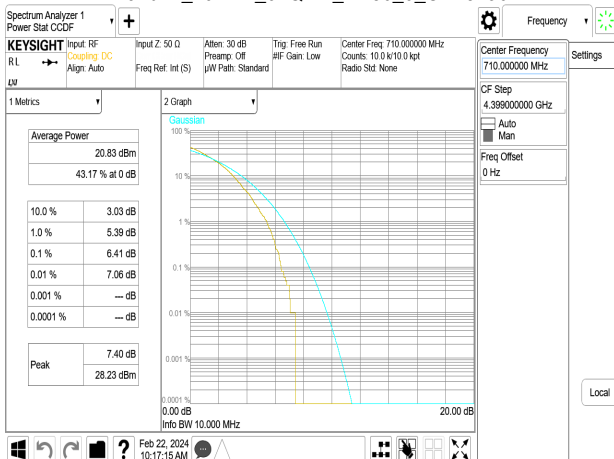 Spectrum Analyzer 1
Power Stat CCDF
Frequency
KEYSIGHT
RL
Input: RF
Coupling: DC
Align: Auto
Input Z: 50 Ω
Freq Ref: Int (S)
Atten: 30 dB
Preamp: Off
µW Path: Standard
Trig: Free Run
#IF Gain: Low
Center Freq: 710.000000 MHz
Counts: 10.0 k/10.0 kpt
Radio Std: None
LXI
Center Frequency
710.000000 MHz
Settings
CF Step
4.399000000 GHz
Auto
Man
Freq Offset
0 Hz
Local
1 Metrics
Average Power
20.83 dBm
43.17 % at 0 dB
10.0 % 3.03 dB
1.0 % 5.39 dB
0.1 % 6.41 dB
0.01 % 7.06 dB
0.001 % --- dB
0.0001 % --- dB
Peak
7.40 dB
28.23 dBm
2 Graph
Gaussian
100 %
10 %
1 %
0.1 %
0.01 %
0.001 %
0.0001 %
0.00 dB 20.00 dB
Info BW 10.000 MHz
?
Feb 22, 2024
10:17:15 AM